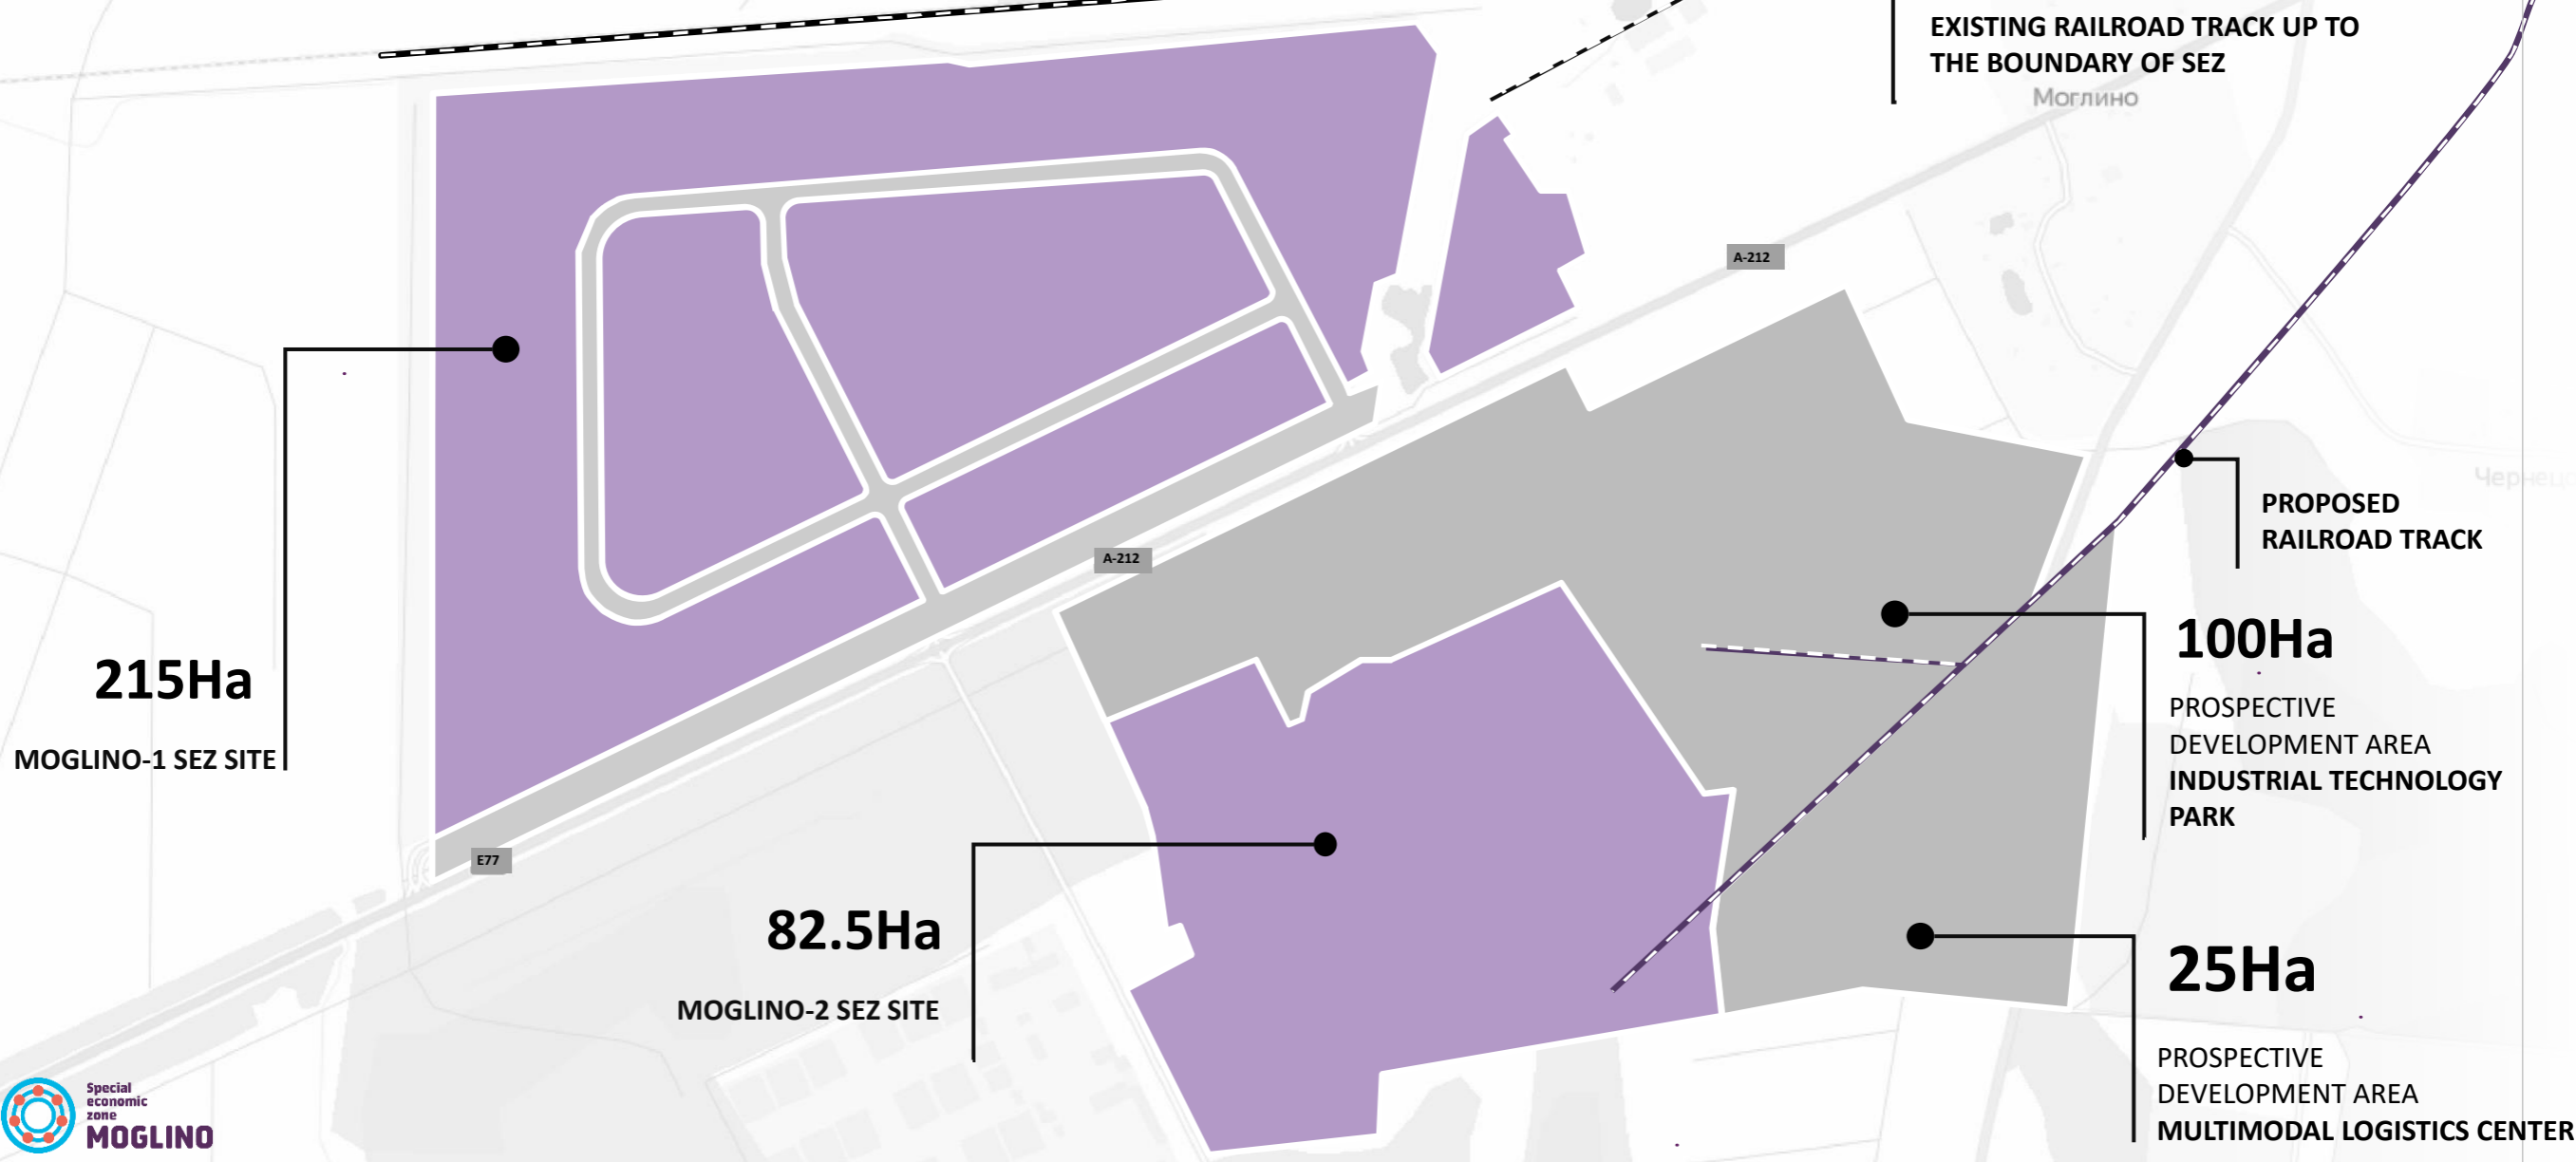 EXISTING RAILROAD TRACK UP TO
THE BOUNDARY OF SEZ
Моглино
A-212
PROPOSED
RAILROAD TRACK
A-212
100Ha
PROSPECTIVE
DEVELOPMENT AREA
INDUSTRIAL TECHNOLOGY
PARK
215Ha
MOGLINO-1 SEZ SITE
E77
82.5Ha
MOGLINO-2 SEZ SITE
25Ha
PROSPECTIVE
DEVELOPMENT AREA
MULTIMODAL LOGISTICS CENTER
Special
economic
zone
MOGLINO